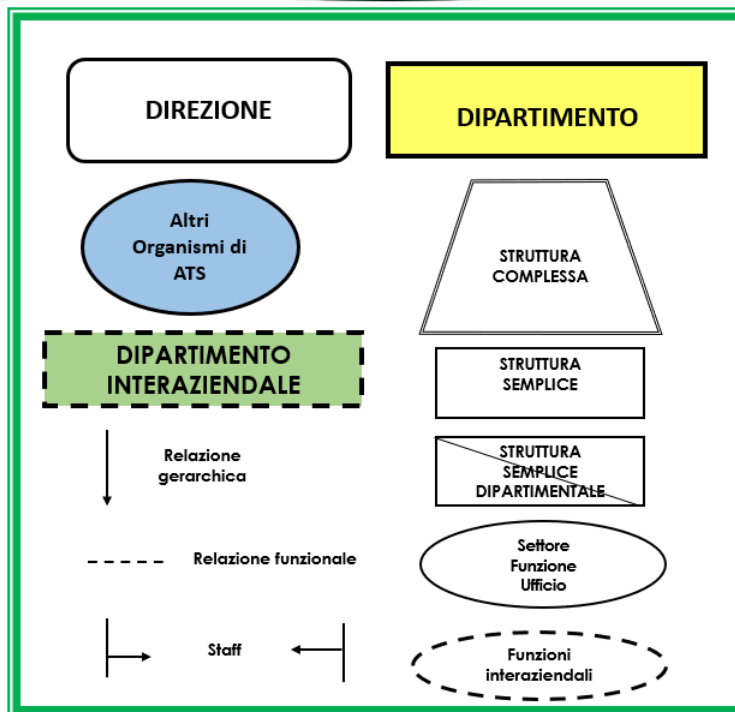 DIREZIONE
DIPARTIMENTO
Altri
Organismi di
ATS
STRUTTURA
COMPLESSA
DIPARTIMENTO
INTERAZIENDALE
STRUTTURA
SEMPLICE
Relazione
gerarchica
STRUTTURA
SEMPLICE
DIPARTIMENTALE
Relazione funzionale
Settore
Funzione
Ufficio
Staff
Funzioni
interaziendali